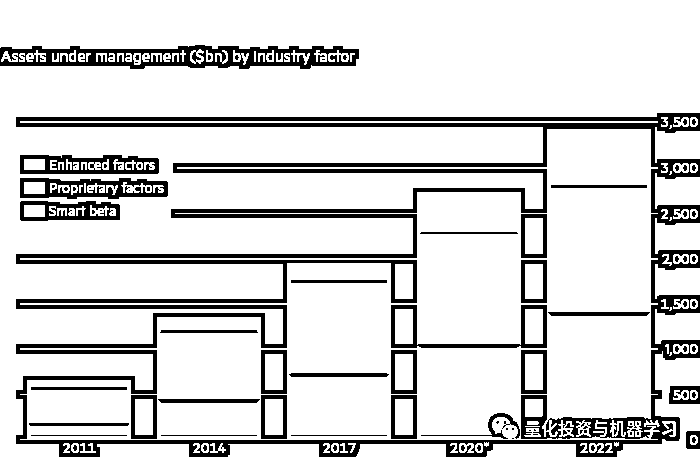 Assets under management ($bn) by industry factor
3,500
Enhanced factors
3,000
Proprietary factors
Smart beta
2,500
2,000
1,500
1,000
500
量化投资与机器学习
0
2011
2014
2017
2020*
2022*